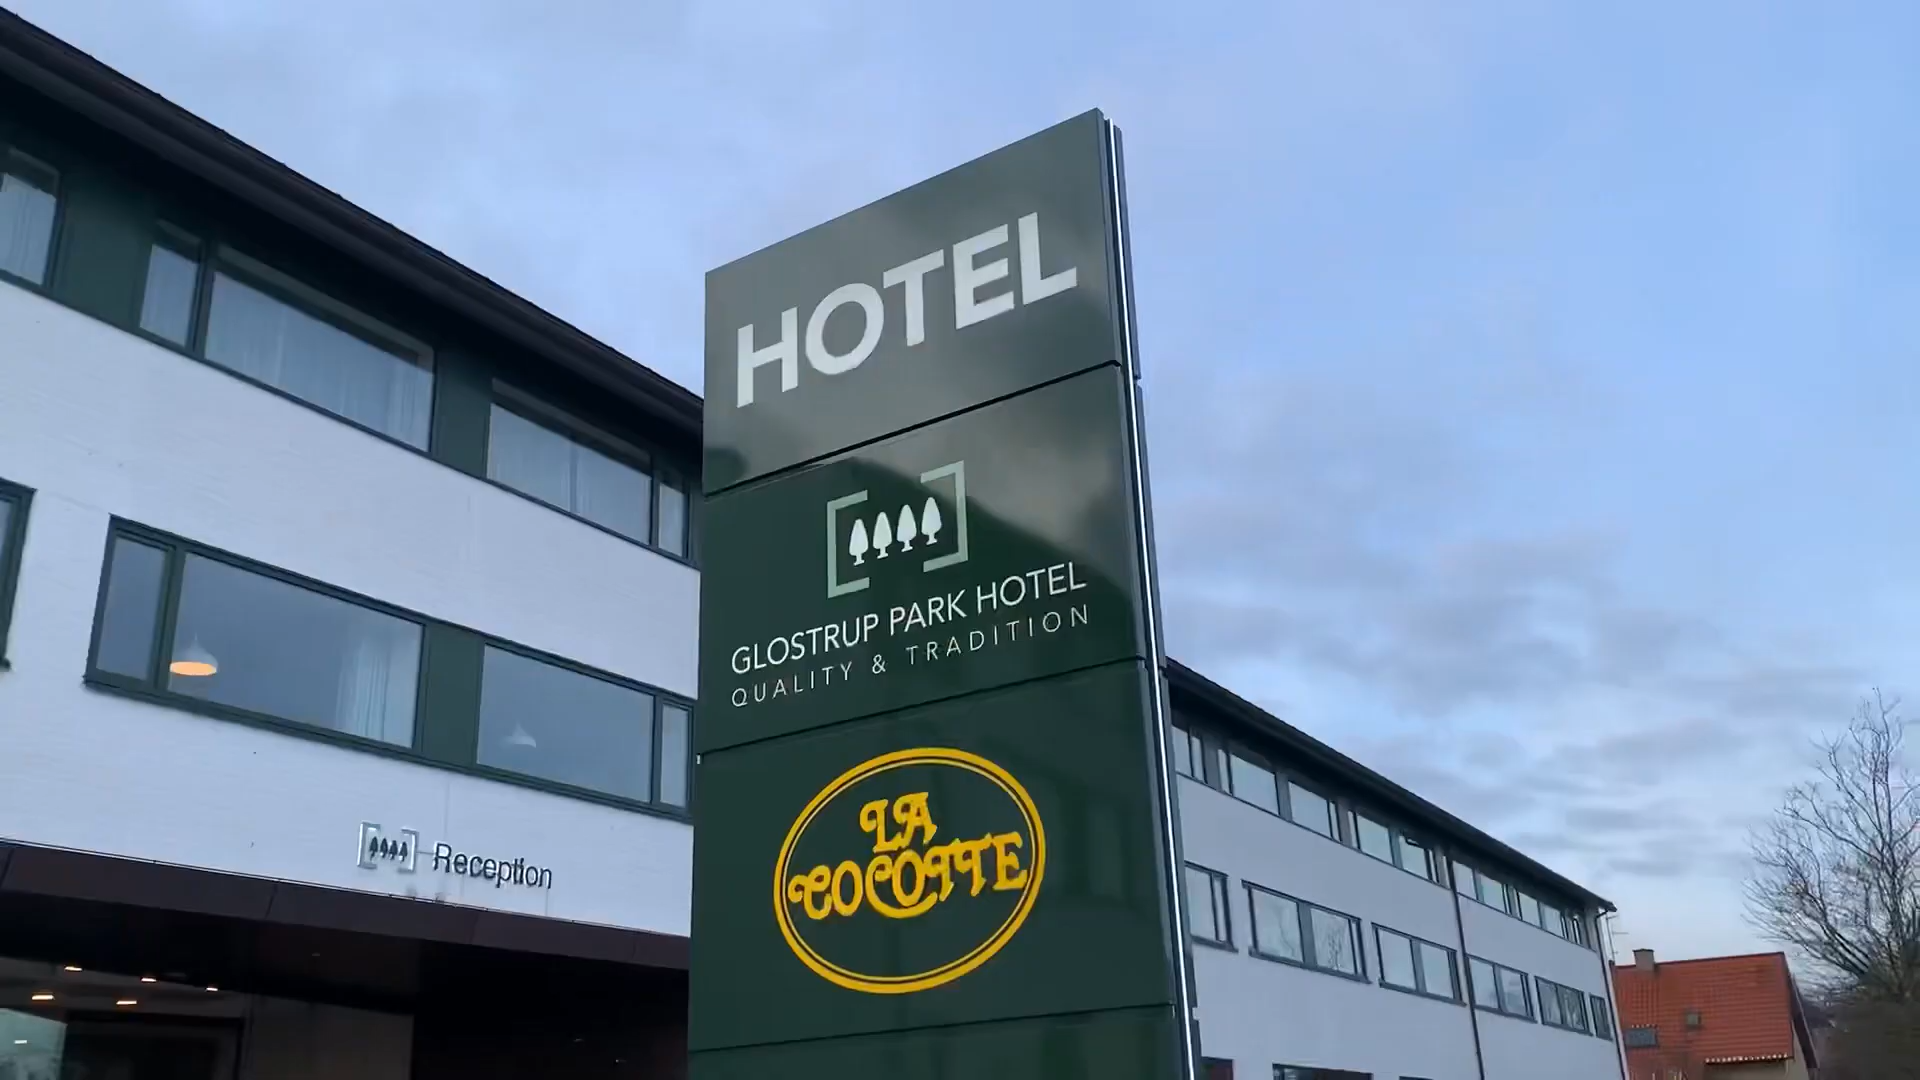 HOTEL
GLOSTRUP PARK HOTEL
QUALITY & TRADITION
LA
COCOTTE
Reception